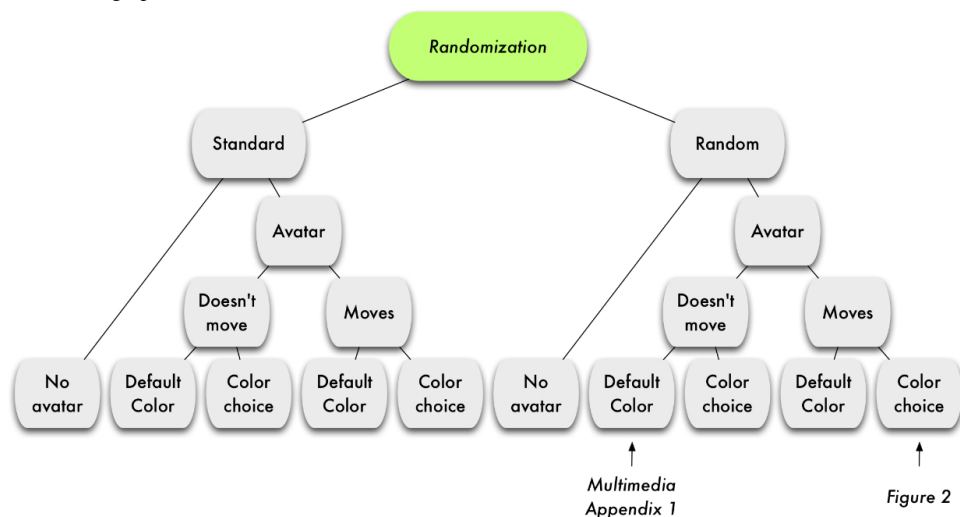 Randomization
Standard
Random
Avatar
Avatar
Doesn't
move
Moves
Doesn't
move
Moves
No
avatar
Default
Color
Color
choice
Default
Color
Color
choice
No
avatar
Default
Color
Color
choice
Default
Color
Color
choice
Multimedia
Appendix 1
Figure 2